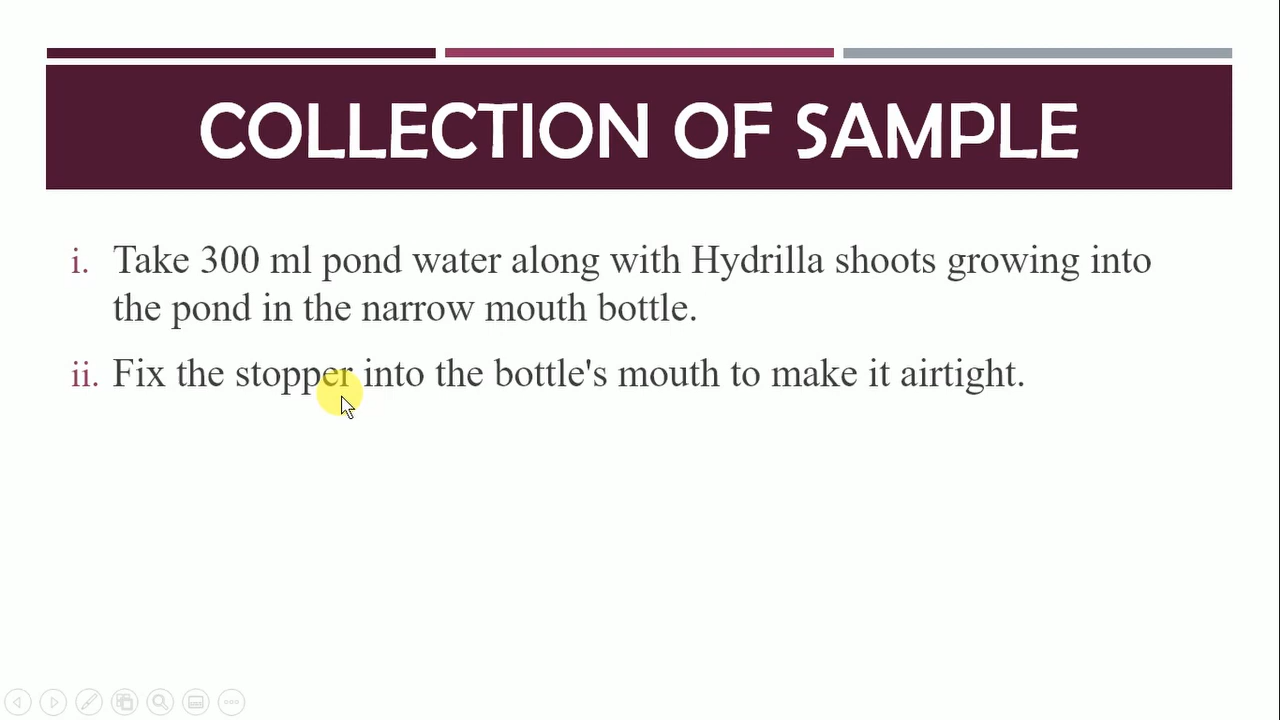 COLLECTION OF SAMPLE
i. Take 300 ml pond water along with Hydrilla shoots growing into
the pond in the narrow mouth bottle.
ii. Fix the stopper into the bottle's mouth to make it airtight.